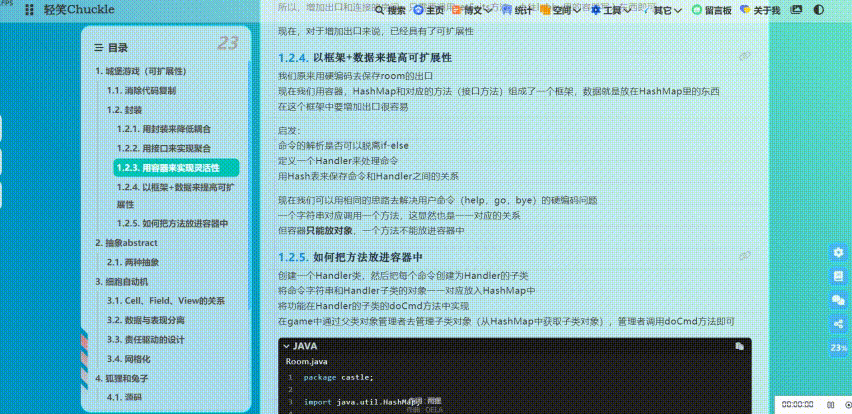 FPS
轻笑Chuckle
搜索 主页 博文 统计 空间 工具 其它 留言板 关于我
目录
23
1. 城堡游戏（可扩展性）
1.1. 消除代码复制
1.2. 封装
1.2.1. 用封装来降低耦合
1.2.2. 用接口来实现聚合
1.2.3. 用容器来实现灵活性
1.2.4. 以框架+数据来提高可扩
展性
1.2.5. 如何把方法放进容器中
2. 抽象abstract
2.1. 两种抽象
3. 细胞自动机
3.1. Cell、Field、View的关系
3.2. 数据与表现分离
3.3. 责任驱动的设计
3.4. 网格化
4. 狐狸和兔子
4.1. 源码
现在，对于增加出口来说，已经具有了可扩展性
1.2.4. 以框架+数据来提高可扩展性
我们原来用硬编码去保存room的出口
现在我们用容器，HashMap和对应的方法（接口方法）组成了一个框架，数据就是放在HashMap里的东西
在这个框架中要增加出口很容易
启发：
命令的解析是否可以脱离if-else
定义一个Handler来处理命令
用Hash表来保存命令和Handler之间的关系
现在我们可以用相同的思路去解决用户命令（help，go，bye）的硬编码问题
一个字符串对应调用一个方法，这显然也是一一对应的关系
但容器只能放对象，一个方法不能放进容器中
1.2.5. 如何把方法放进容器中
创建一个Handler类，然后把每个命令创建为Handler的子类
将命令字符串和Handler子类的对象一一对应放入HashMap中
将功能在Handler的子类的doCmd方法中实现
在game中通过父类对象管理者去管理子类对象（从HashMap中获取子类对象），管理者调用doCmd方法即可
JAVA
Room.java
1 package castle;
2
3 import java.util.HashMap;
23%
00:00:00